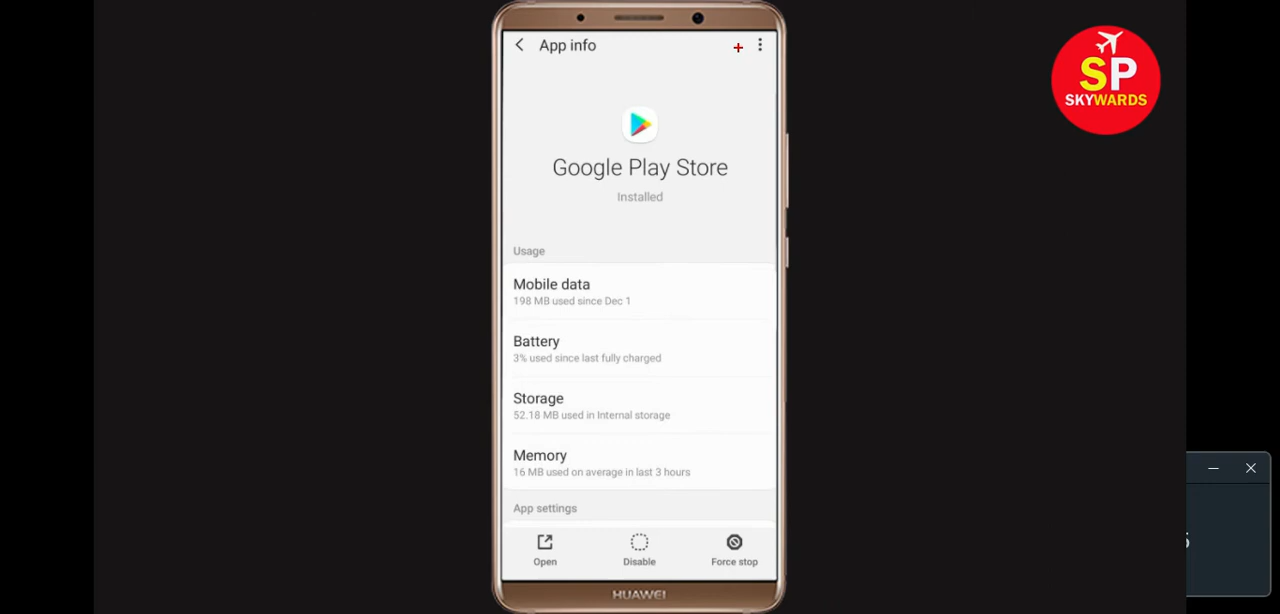 App info
SP
SKYWARDS
Google Play Store
Installed
Usage
Mobile data
198 MB used since Dec 1
Battery
3% used since last fully charged
Storage
52.18 MB used in Internal storage
Memory
16 MB used on average in last 3 hours
App settings
Open
Disable
Force stop
HUAWEI